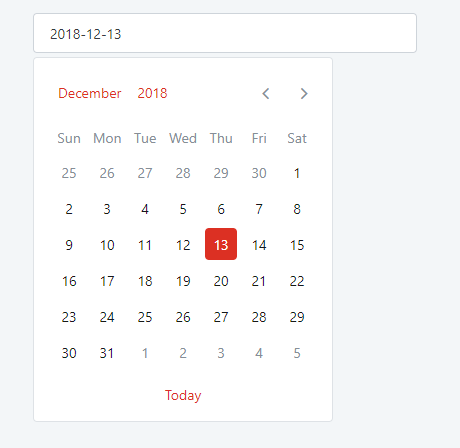 2018-12-13
December 2018
Sun Mon Tue Wed Thu Fri Sat
25 26 27 28 29 30 1
2 3 4 5 6 7 8
9 10 11 12 13 14 15
16 17 18 19 20 21 22
23 24 25 26 27 28 29
30 31 1 2 3 4 5
Today